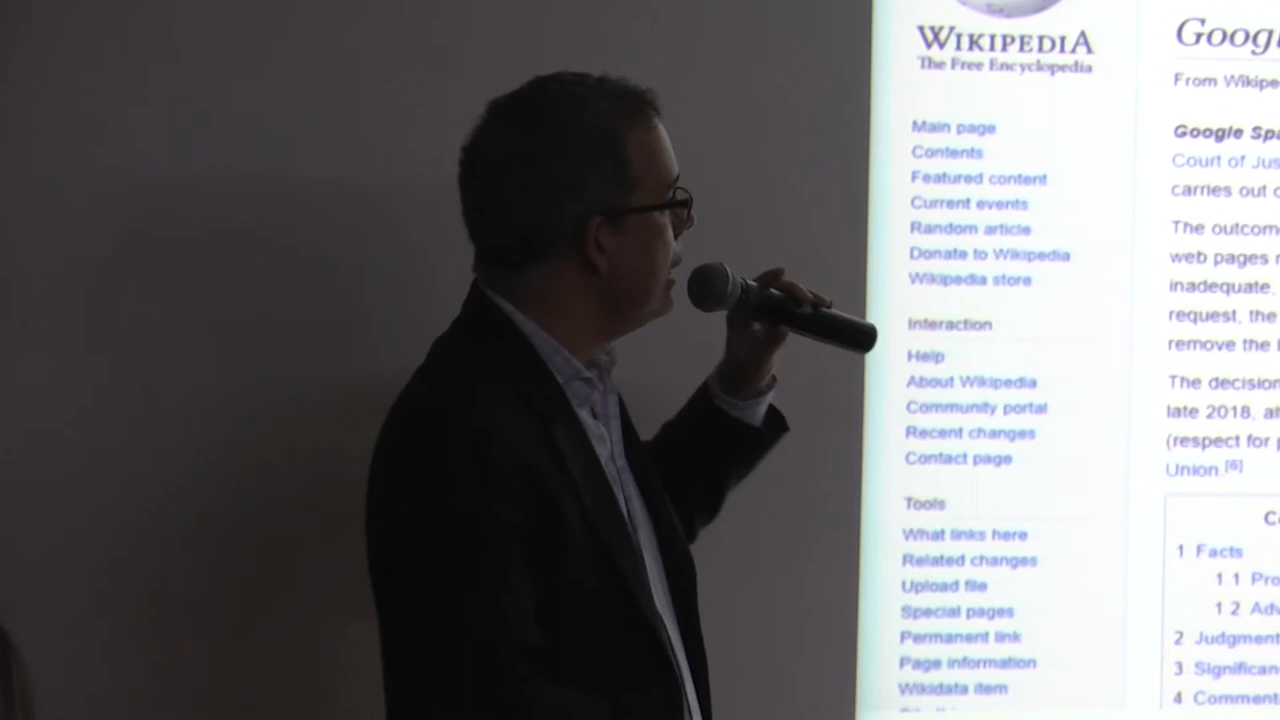 WIKIPEDIA
The Free Encyclopedia
Main page
Contents
Featured content
Current events
Random article
Donate to Wikipedia
Wikipedia store
Interaction
Help
About Wikipedia
Community portal
Recent changes
Contact page
Tools
What links here
Related changes
Upload file
Special pages
Permanent link
Page information
Wikidata item
Googl
From Wikipe
Google Spa
Court of Jus
carries out
The outcom
web pages
inadequate,
request, the
remove the
The decision
late 2018, al
(respect for
Union.[6]
1 Facts
1.1 Pro
1.2 Adv
2 Judgment
3 Significan
4 Comment